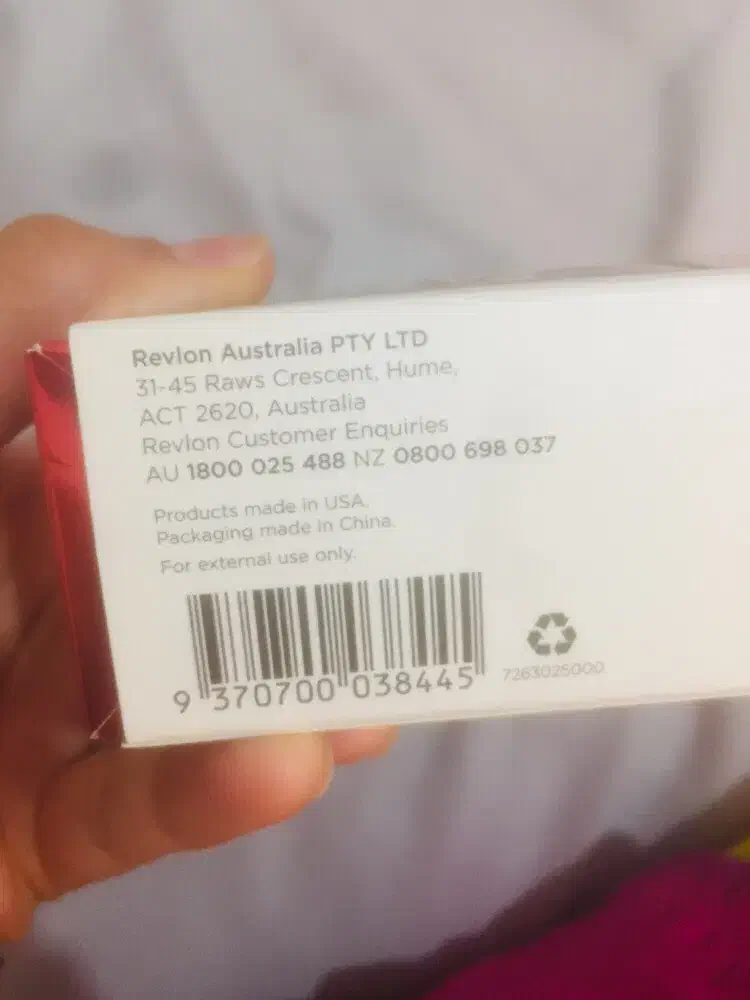 Revlon Australia PTY LTD
31-45 Raws Crescent, Hume,
ACT 2620, Australia
Revlon Customer Enquiries
AU 1800 025 488 NZ 0800 698 037
Products made in USA.
Packaging made in China.
For external use only.
9 370700 038445
7263025000